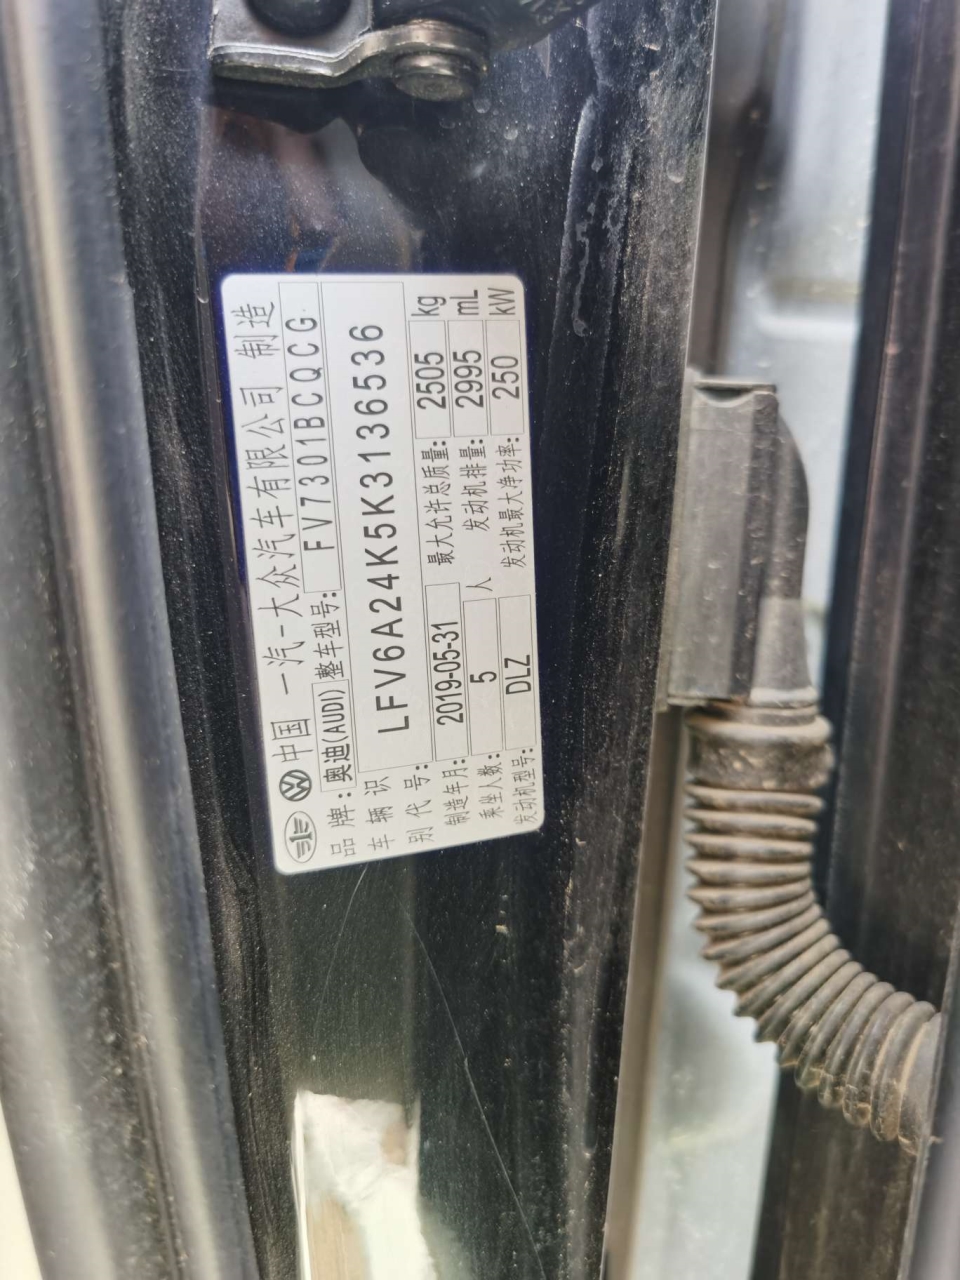 中国 一汽-大众汽车有限公司 制造
品牌: 奥迪(AUDI) 整车型号: FV7301BCQCG
车辆识别代号: LFV6A24K5K3136536
制造年月: 2019-05-31 最大允许总质量: 2505 kg
乘坐人数: 5 人 发动机排量: 2995 mL
发动机型号: DLZ 发动机最大净功率: 250 kW